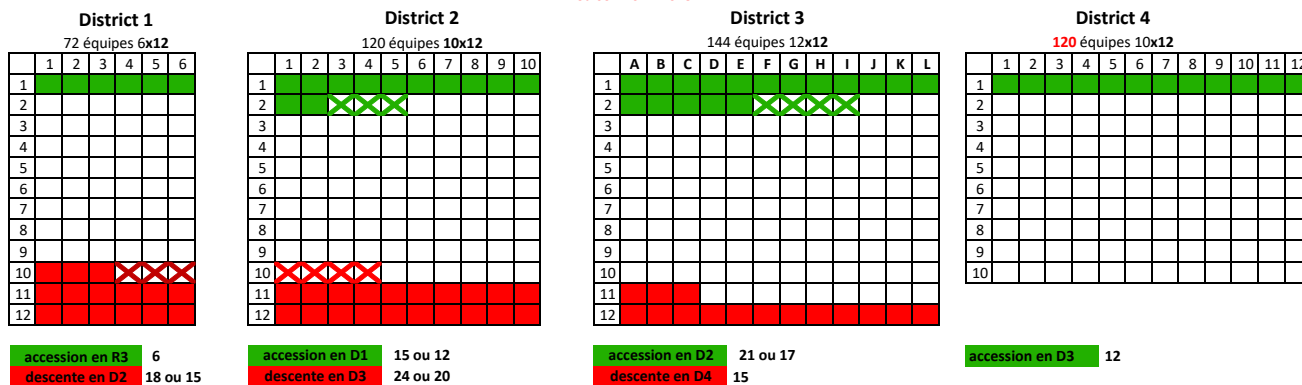 District 1
72 équipes 6x12
1 2 3 4 5 6
1
2
3
4
5
6
7
8
9
10
11
12
accession en R3 6
descente en D2 18 ou 15
District 2
120 équipes 10x12
1 2 3 4 5 6 7 8 9 10
1
2
3
4
5
6
7
8
9
10
11
12
accession en D1 15 ou 12
descente en D3 24 ou 20
District 3
144 équipes 12x12
A B C D E F G H I J K L
1
2
3
4
5
6
7
8
9
10
11
12
accession en D2 21 ou 17
descente en D4 15
District 4
120 équipes 10x12
1 2 3 4 5 6 7 8 9 10 11 12
1
2
3
4
5
6
7
8
9
10
accession en D3 12